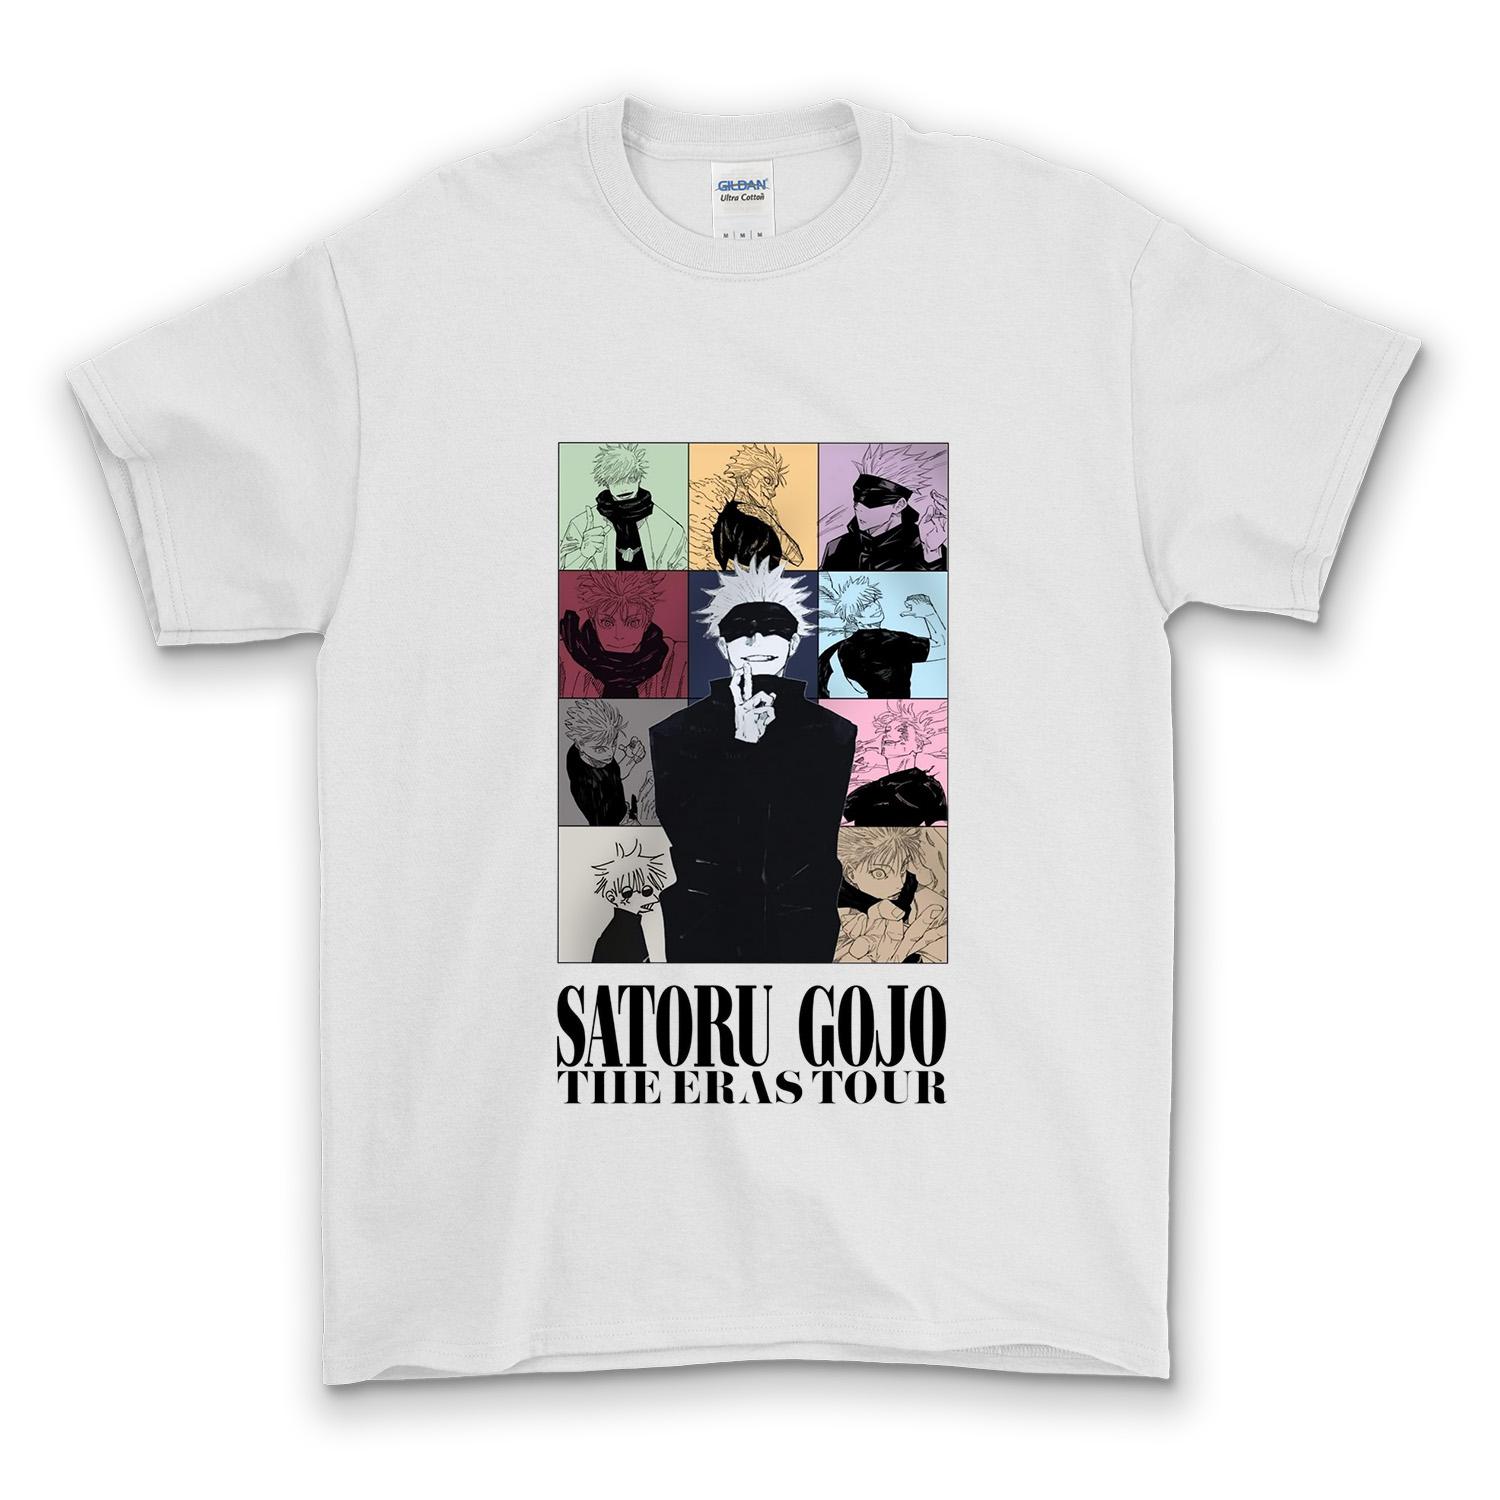 GILDAN
Ultra Cotton
M | M | M
SATORU GOJO
THE ERAS TOUR